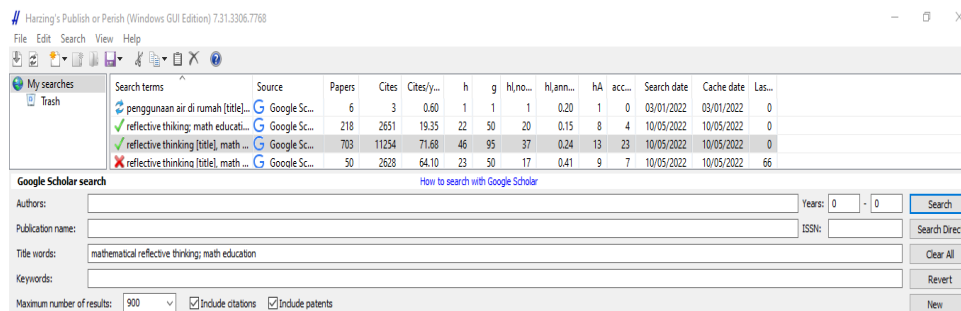 Harzing's Publish or Perish (Windows GUI Edition) 7.31.3306.7768
File Edit Search View Help
My searches
Trash
Search terms Source Papers Cites Cites/y... h g hI,no... hI,ann... hA acc... Search date Cache date Las...
penggunaan air di rumah [title]... G Google Sc... 6 3 0.60 1 1 1 0.20 1 0 03/01/2022 03/01/2022 0
reflective thiking; math educati... G Google Sc... 218 2651 19.35 22 50 20 0.15 8 4 10/05/2022 10/05/2022 0
reflective thinking [title], math ... G Google Sc... 703 11254 71.68 46 95 37 0.24 13 23 10/05/2022 10/05/2022 0
reflective thinking [title], math ... G Google Sc... 50 2628 64.10 23 50 17 0.41 9 7 10/05/2022 10/05/2022 66
Google Scholar search How to search with Google Scholar
Authors: Years: 0 - 0 Search
Publication name: ISSN: Search Direc
Title words: mathematical reflective thinking; math education Clear All
Keywords: Revert
Maximum number of results: 900 Include citations Include patents New